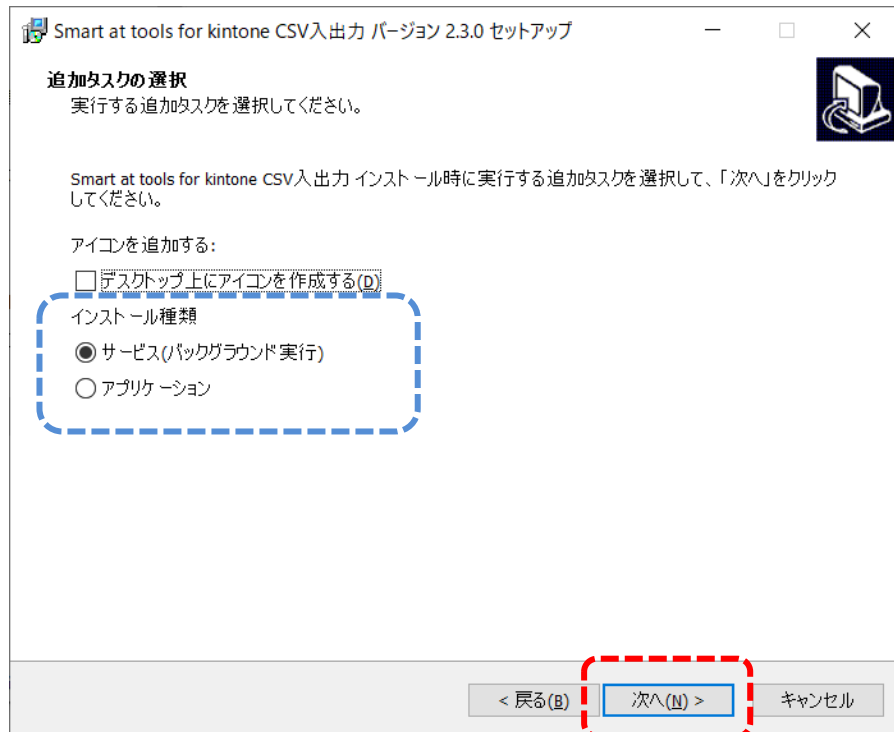 Smart at tools for kintone CSV入出力 バージョン 2.3.0 セットアップ
追加タスクの選択
実行する追加タスクを選択してください。
Smart at tools for kintone CSV入出力 インストール時に実行する追加タスクを選択して、「次へ」をクリック
してください。
アイコンを追加する:
デスクトップ上にアイコンを作成する(D)
インストール種類
サービス(バックグラウンド実行)
アプリケーション
< 戻る(B) 次へ(N) > キャンセル